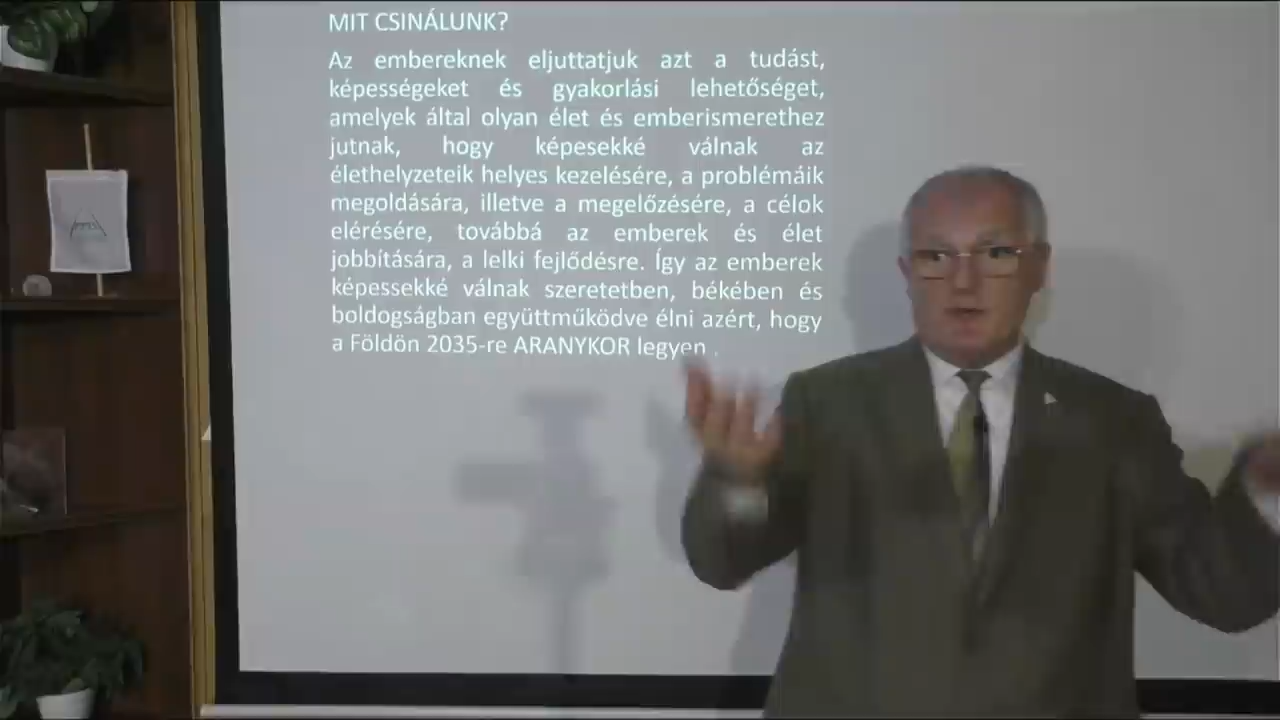 MIT CSINÁLUNK?
Az embereknek eljuttatjuk azt a tudást,
képességeket és gyakorlási lehetőséget,
amelyek által olyan élet és emberismerethez
jutnak, hogy képesekké válnak az
élethelyzeteik helyes kezelésére, a problémáik
megoldására, illetve a megelőzésére, a célok
elérésére, továbbá az emberek és élet
jobbítására, a lelki fejlődésre. Így az emberek
képessekké válnak szeretetben, békében és
boldogságban együttműködve élni azért, hogy
a Földön 2035-re ARANYKOR legyen .